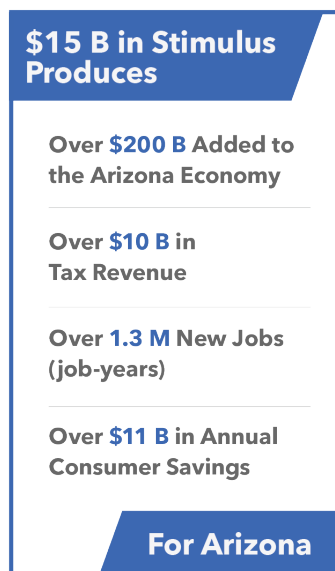 $15 B in Stimulus
Produces
Over $200 B Added to
the Arizona Economy
Over $10 B in
Tax Revenue
Over 1.3 M New Jobs
(job-years)
Over $11 B in Annual
Consumer Savings
For Arizona